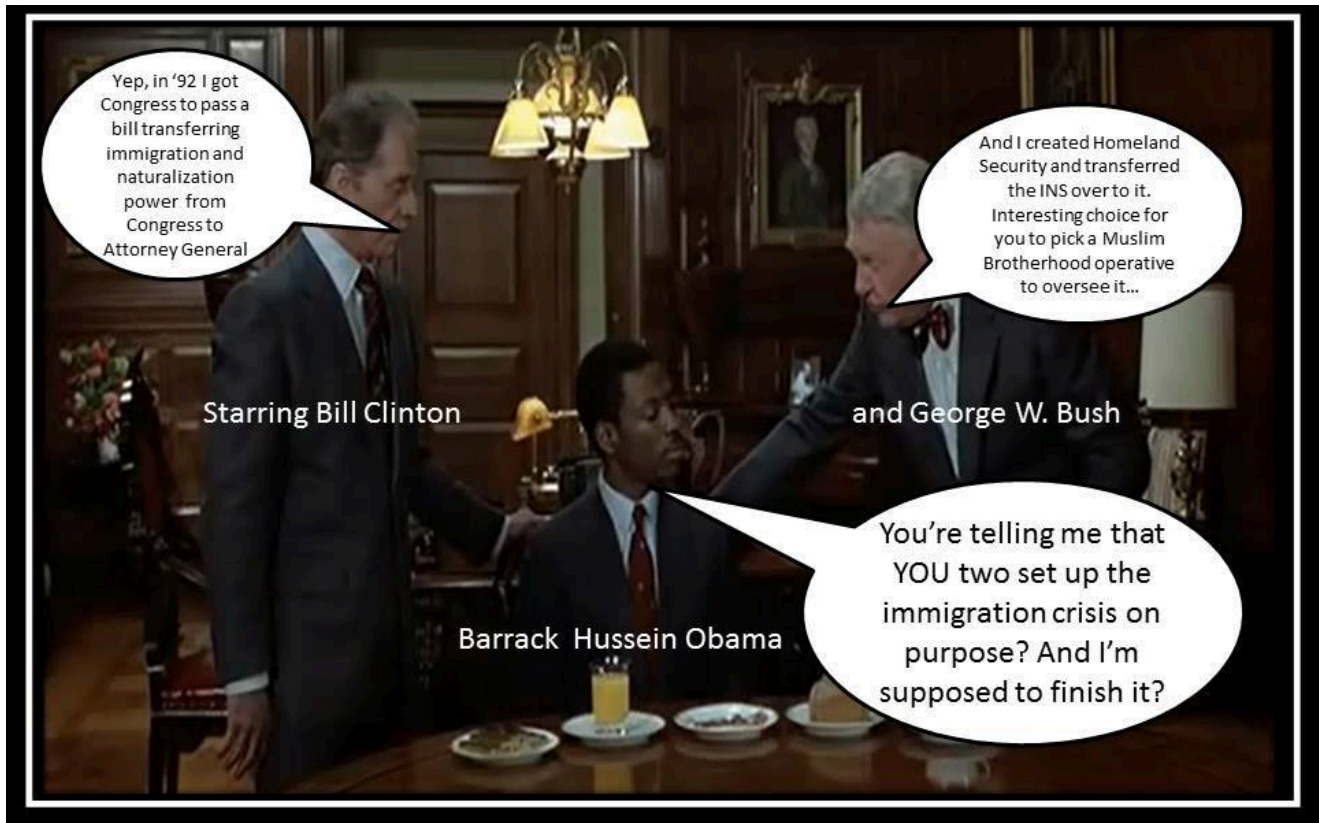 Yep, in ‘92 I got
Congress to pass a
bill transferring
immigration and
naturalization
power from
Congress to
Attorney General
And I created Homeland
Security and transferred
the INS over to it.
Interesting choice for
you to pick a Muslim
Brotherhood operative
to oversee it…
Starring Bill Clinton
and George W. Bush
You’re telling me that
YOU two set up the
immigration crisis on
purpose? And I’m
supposed to finish it?
Barrack Hussein Obama